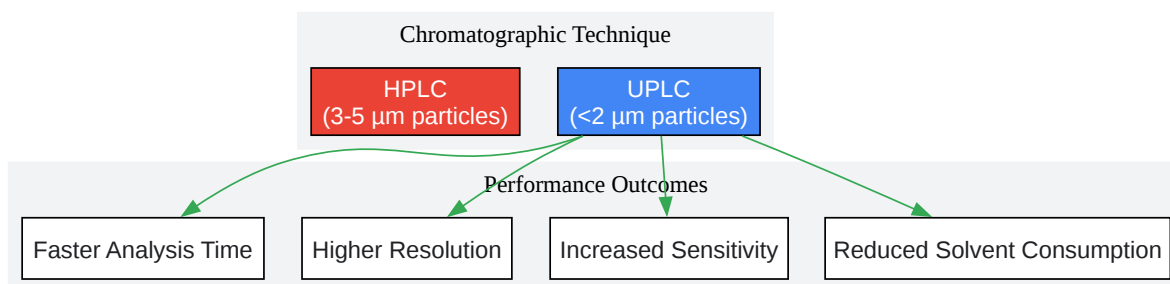 Chromatographic Technique
HPLC
(3-5 µm particles)
UPLC
(<2 µm particles)
Performance Outcomes
Faster Analysis Time
Higher Resolution
Increased Sensitivity
Reduced Solvent Consumption